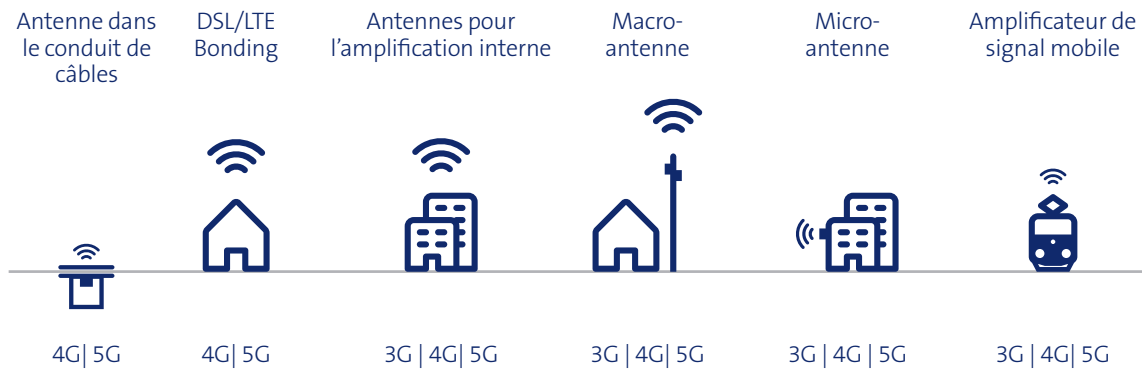 Antenne dans
le conduit de
câbles
DSL/LTE
Bonding
Antennes pour
l’amplification interne
Macro-
antenne
Micro-
antenne
Amplificateur de
signal mobile
4G| 5G
4G| 5G
3G | 4G| 5G
3G | 4G| 5G
3G | 4G | 5G
3G | 4G| 5G